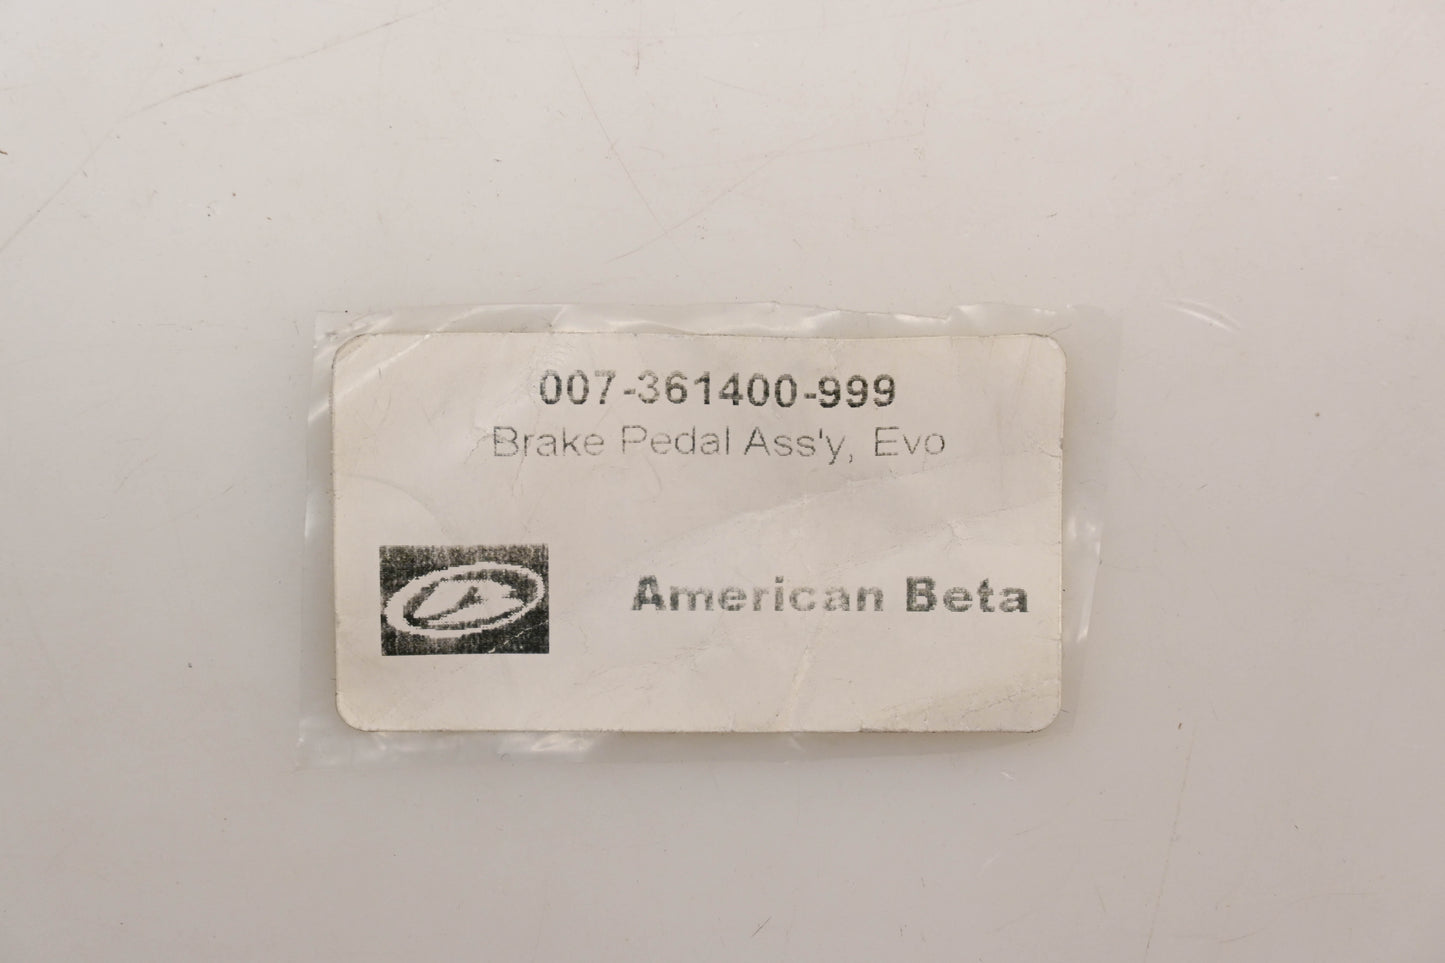 007-361400-999
Brake Pedal Ass'y, Evo
American Beta